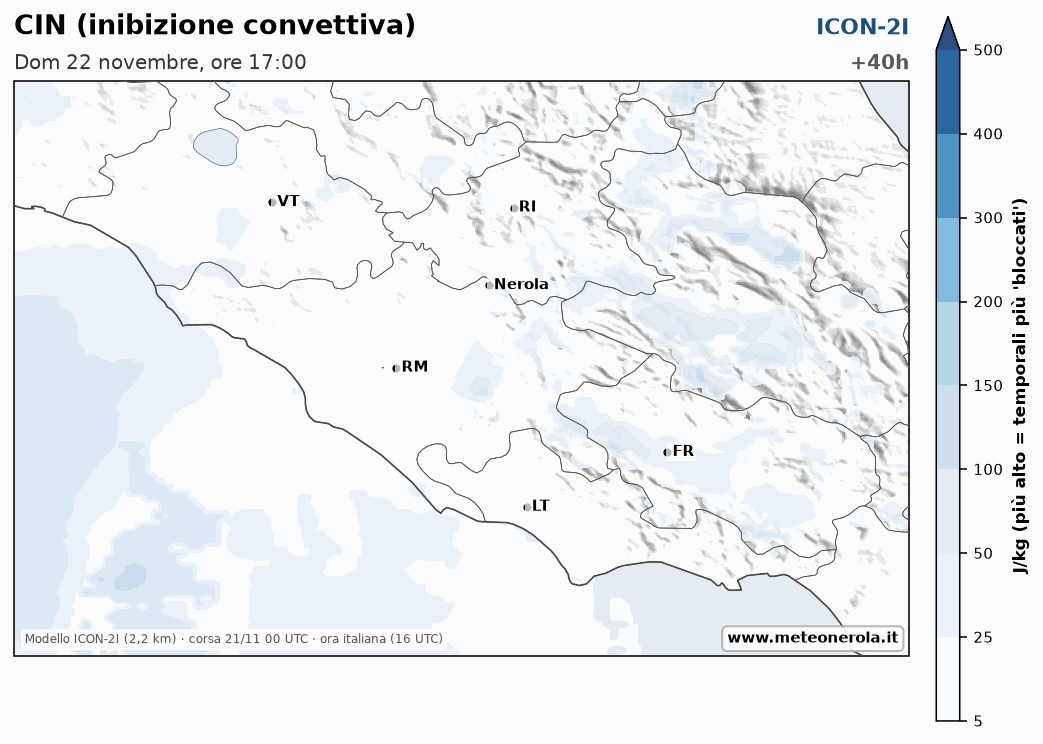 CIN (inibizione convettiva)
ICON-2I
Dom 22 novembre, ore 17:00
+40h
VT
RI
Nerola
RM
FR
LT
Modello ICON-2I (2,2 km) · corsa 21/11 00 UTC · ora italiana (16 UTC)
www.meteonerola.it
500
400
300
200
150
100
50
25
5
J/kg (più alto = temporali più 'bloccati')